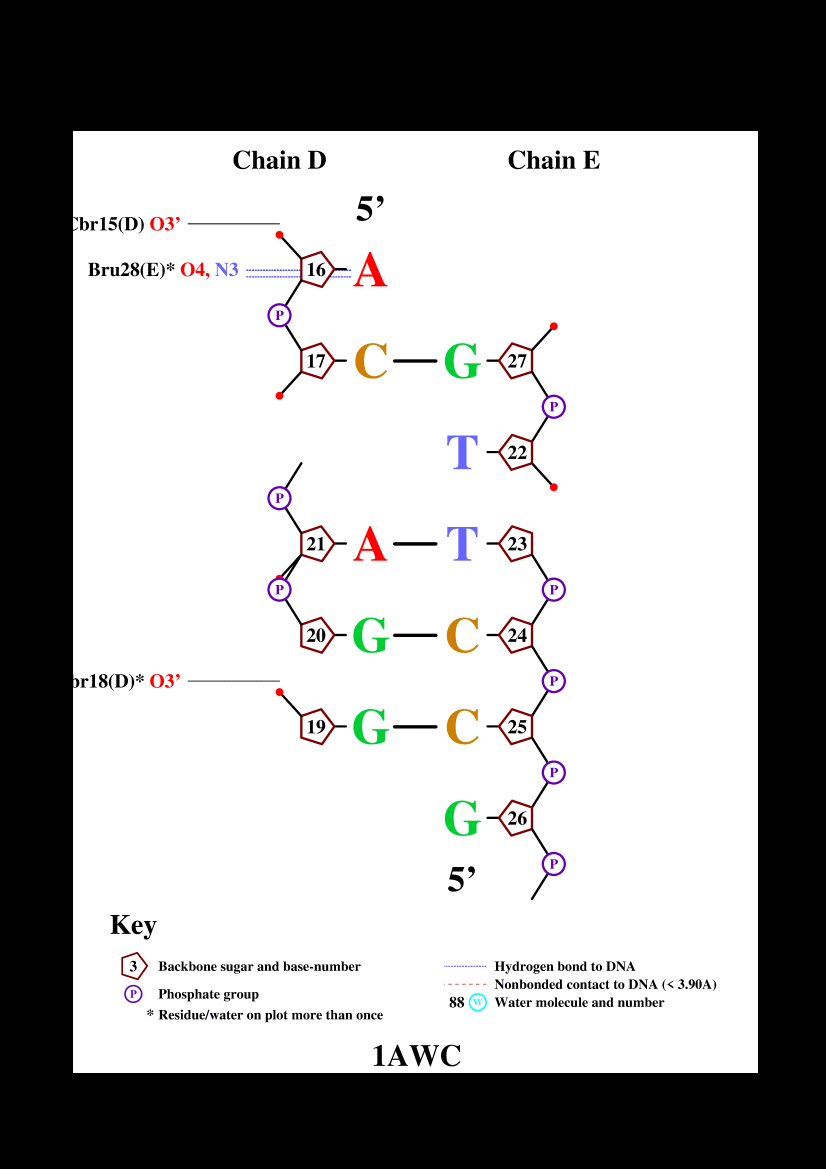 Chain D Chain E
5’
Cbr15(D) O3’
Bru28(E)* O4, N3 16 A
P
17 C G 27
P
T 22
P
21 A T 23
P P
20 G C 24
br18(D)* O3’ P
19 G C 25
P
G 26
P
5’
Key
3 Backbone sugar and base-number Hydrogen bond to DNA
Nonbonded contact to DNA (< 3.90A)
P Phosphate group
88 W Water molecule and number
* Residue/water on plot more than once
1AWC